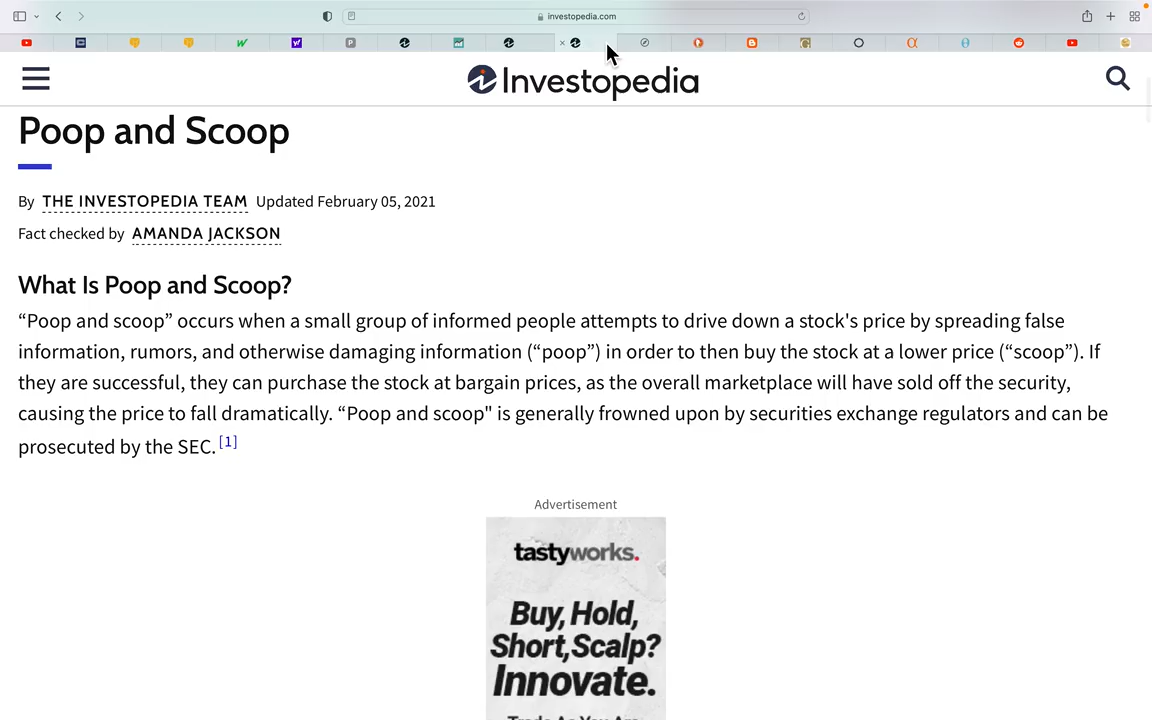 investopedia.com
Investopedia
Poop and Scoop
By THE INVESTOPEDIA TEAM Updated February 05, 2021
Fact checked by AMANDA JACKSON
What Is Poop and Scoop?
“Poop and scoop” occurs when a small group of informed people attempts to drive down a stock's price by spreading false
information, rumors, and otherwise damaging information (“poop”) in order to then buy the stock at a lower price (“scoop”). If
they are successful, they can purchase the stock at bargain prices, as the overall marketplace will have sold off the security,
causing the price to fall dramatically. “Poop and scoop" is generally frowned upon by securities exchange regulators and can be
prosecuted by the SEC. [1]
Advertisement
tastyworks.
Buy, Hold,
Short,Scalp?
Innovate.
Trade As You Are